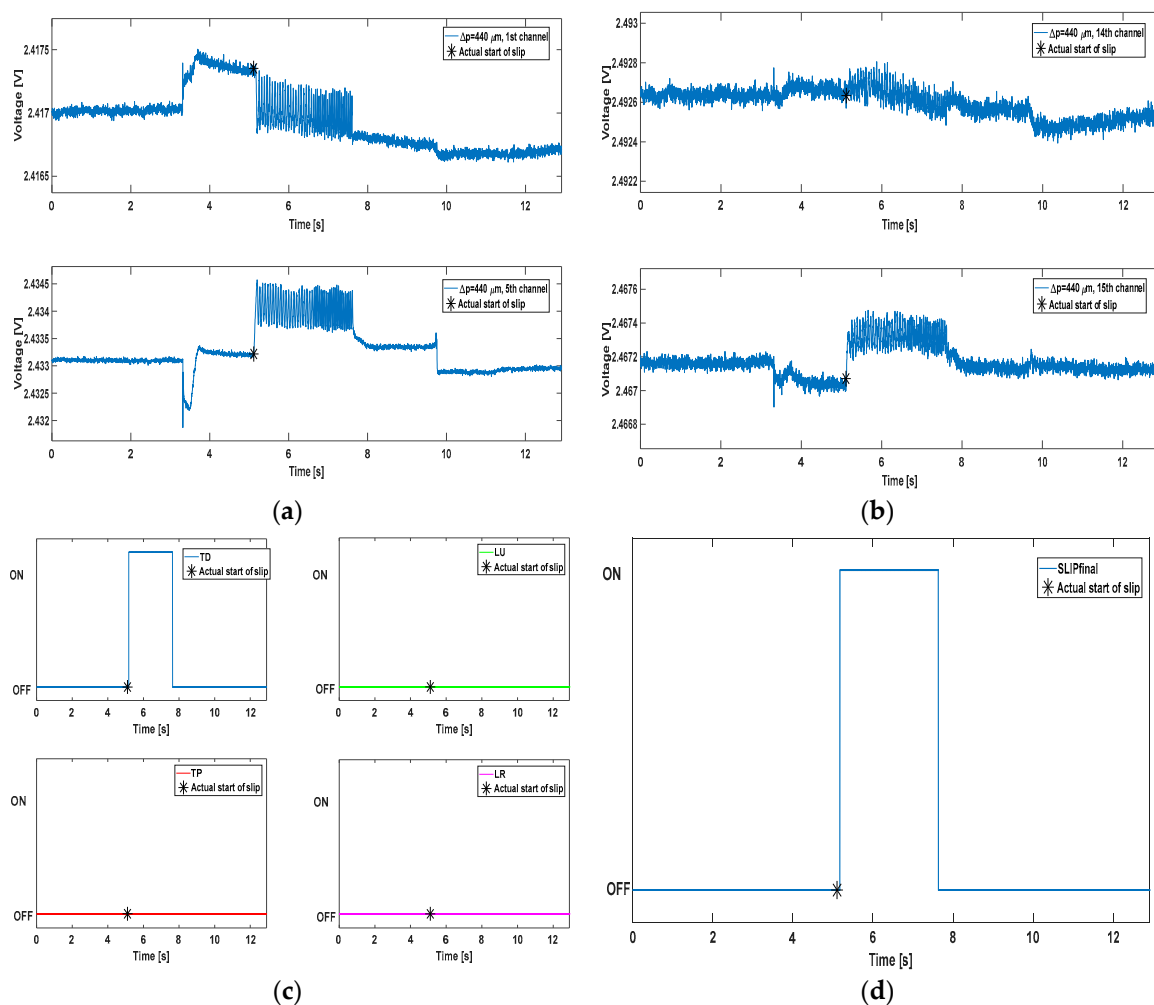 2.418
2.4175
2.417
2.4165
Voltage [V]
Δp=440 μm, 1st channel
Actual start of slip
0 2 4 6 8 10 12
Time [s]
2.4345
2.434
2.4335
2.433
2.4325
2.432
Voltage [V]
Δp=440 μm, 5th channel
Actual start of slip
0 2 4 6 8 10 12
Time [s]
(a)
2.493
2.4928
2.4926
2.4924
2.4922
Voltage [V]
Δp=440 μm, 14th channel
Actual start of slip
0 2 4 6 8 10 12
Time [s]
2.4676
2.4674
2.4672
2.467
2.4668
Voltage [V]
Δp=440 μm, 15th channel
Actual start of slip
0 2 4 6 8 10 12
Time [s]
(b)
ON
OFF
TD
Actual start of slip
0 2 4 6 8 10 12
Time [s]
ON
OFF
LU
Actual start of slip
0 2 4 6 8 10 12
Time [s]
ON
OFF
TP
Actual start of slip
0 2 4 6 8 10 12
Time [s]
ON
OFF
LR
Actual start of slip
0 2 4 6 8 10 12
Time [s]
(c)
ON
OFF
SLIPfinal
Actual start of slip
0 2 4 6 8 10 12
Time [s]
(d)